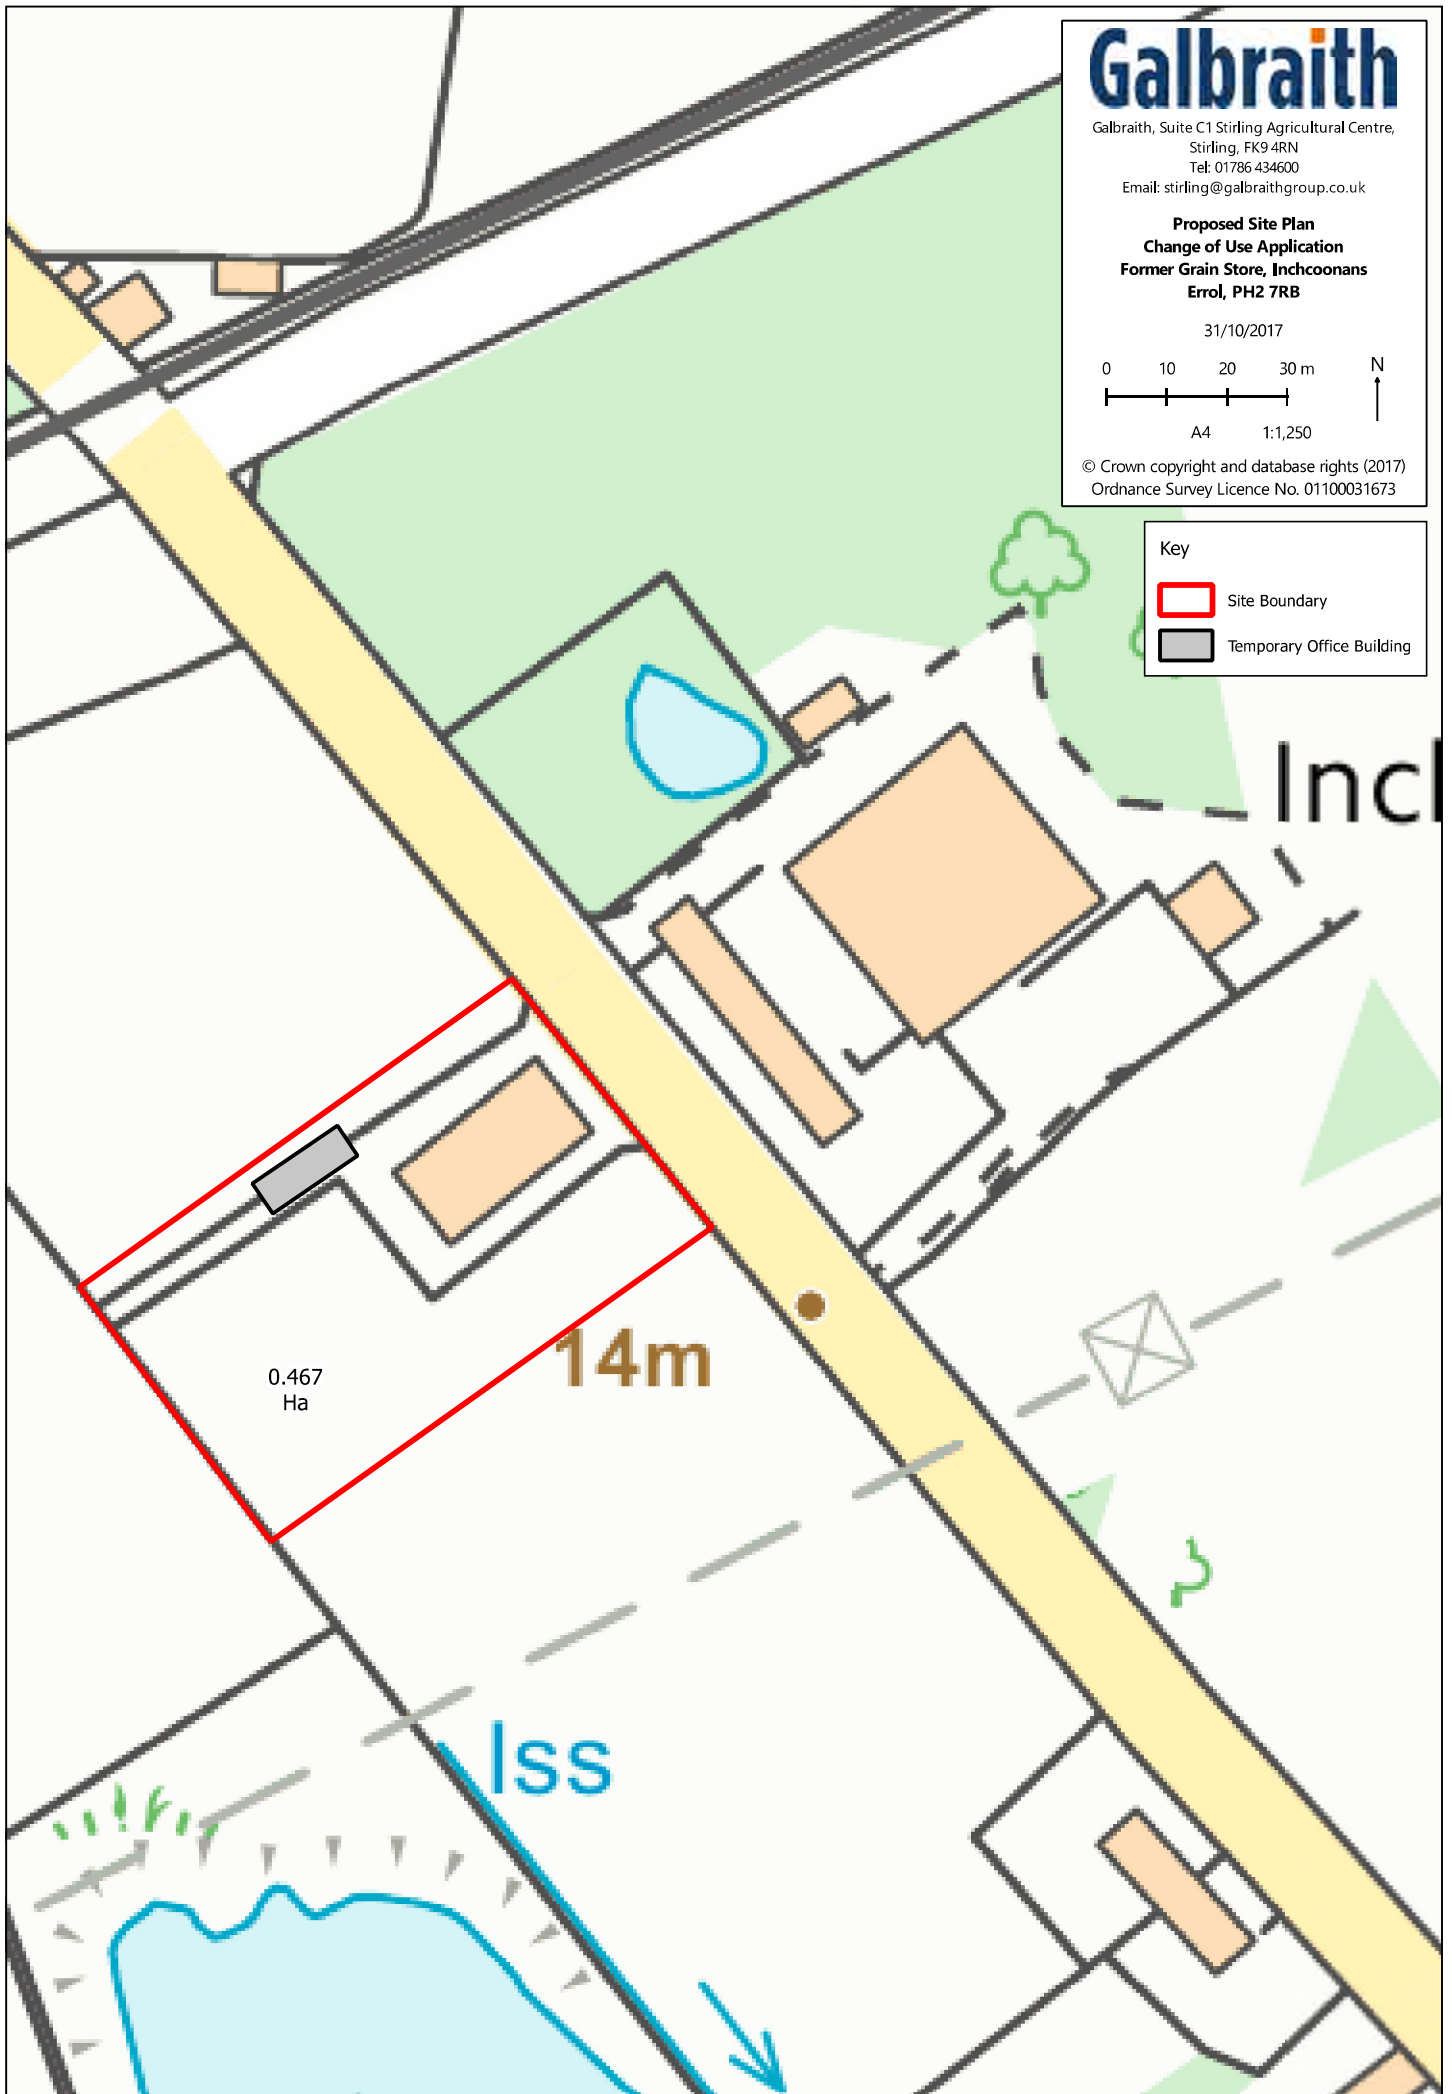 Galbraith
Galbraith, Suite C1 Stirling Agricultural Centre,
Stirling, FK9 4RN
Tel: 01786 434600
Email: stirling@galbraithgroup.co.uk
Proposed Site Plan
Change of Use Application
Former Grain Store, Inchcoonans
Errol, PH2 7RB
31/10/2017
0 10 20 30 m
N
A4 1:1,250
© Crown copyright and database rights (2017)
Ordnance Survey Licence No. 01100031673
Key
Site Boundary
Temporary Office Building
Incl
14m
0.467
Ha
Iss